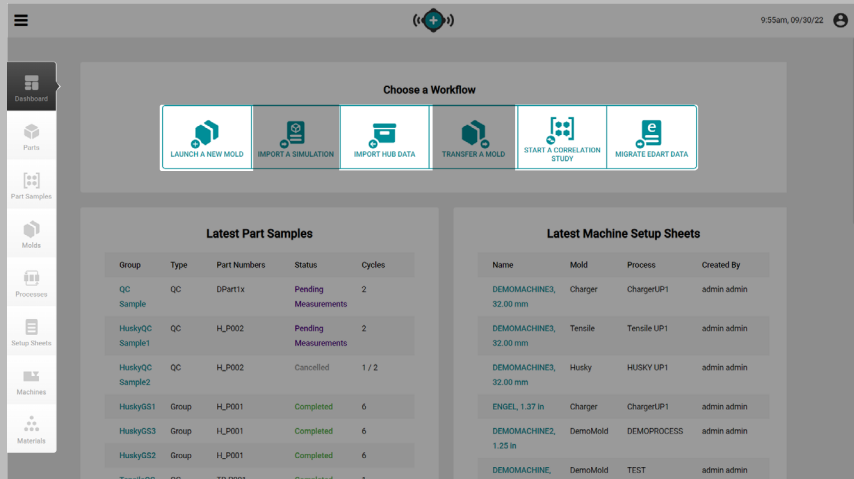 9:55am, 09/30/22
Dashboard
Parts
Part Samples
Molds
Processes
Setup Sheets
Machines
Materials
Choose a Workflow
LAUNCH A NEW MOLD
IMPORT A SIMULATION
IMPORT HUB DATA
TRANSFER A MOLD
START A CORRELATION
STUDY
MIGRATE EDART DATA
Latest Part Samples
Group Type Part Numbers Status Cycles
QC QC DPart1x Pending 2
Sample Measurements
HuskyQC QC H_P002 Pending 2
Sample1 Measurements
HuskyQC QC H_P002 Cancelled 1 / 2
Sample2
HuskyGS1 Group H_P001 Completed 6
HuskyGS3 Group H_P001 Completed 6
HuskyGS2 Group H_P001 Completed 6
Latest Machine Setup Sheets
Name Mold Process Created By
DEMOMACHINE3, Charger ChargerUP1 admin admin
32.00 mm
DEMOMACHINE3, Tensile Tensile UP1 admin admin
32.00 mm
DEMOMACHINE3, Husky HUSKY UP1 admin admin
32.00 mm
ENGEL, 1.37 in Charger ChargerUP1 admin admin
DEMOMACHINE2, DemoMold DEMOPROCESS admin admin
1.25 in
DEMOMACHINE, DemoMold TEST admin admin